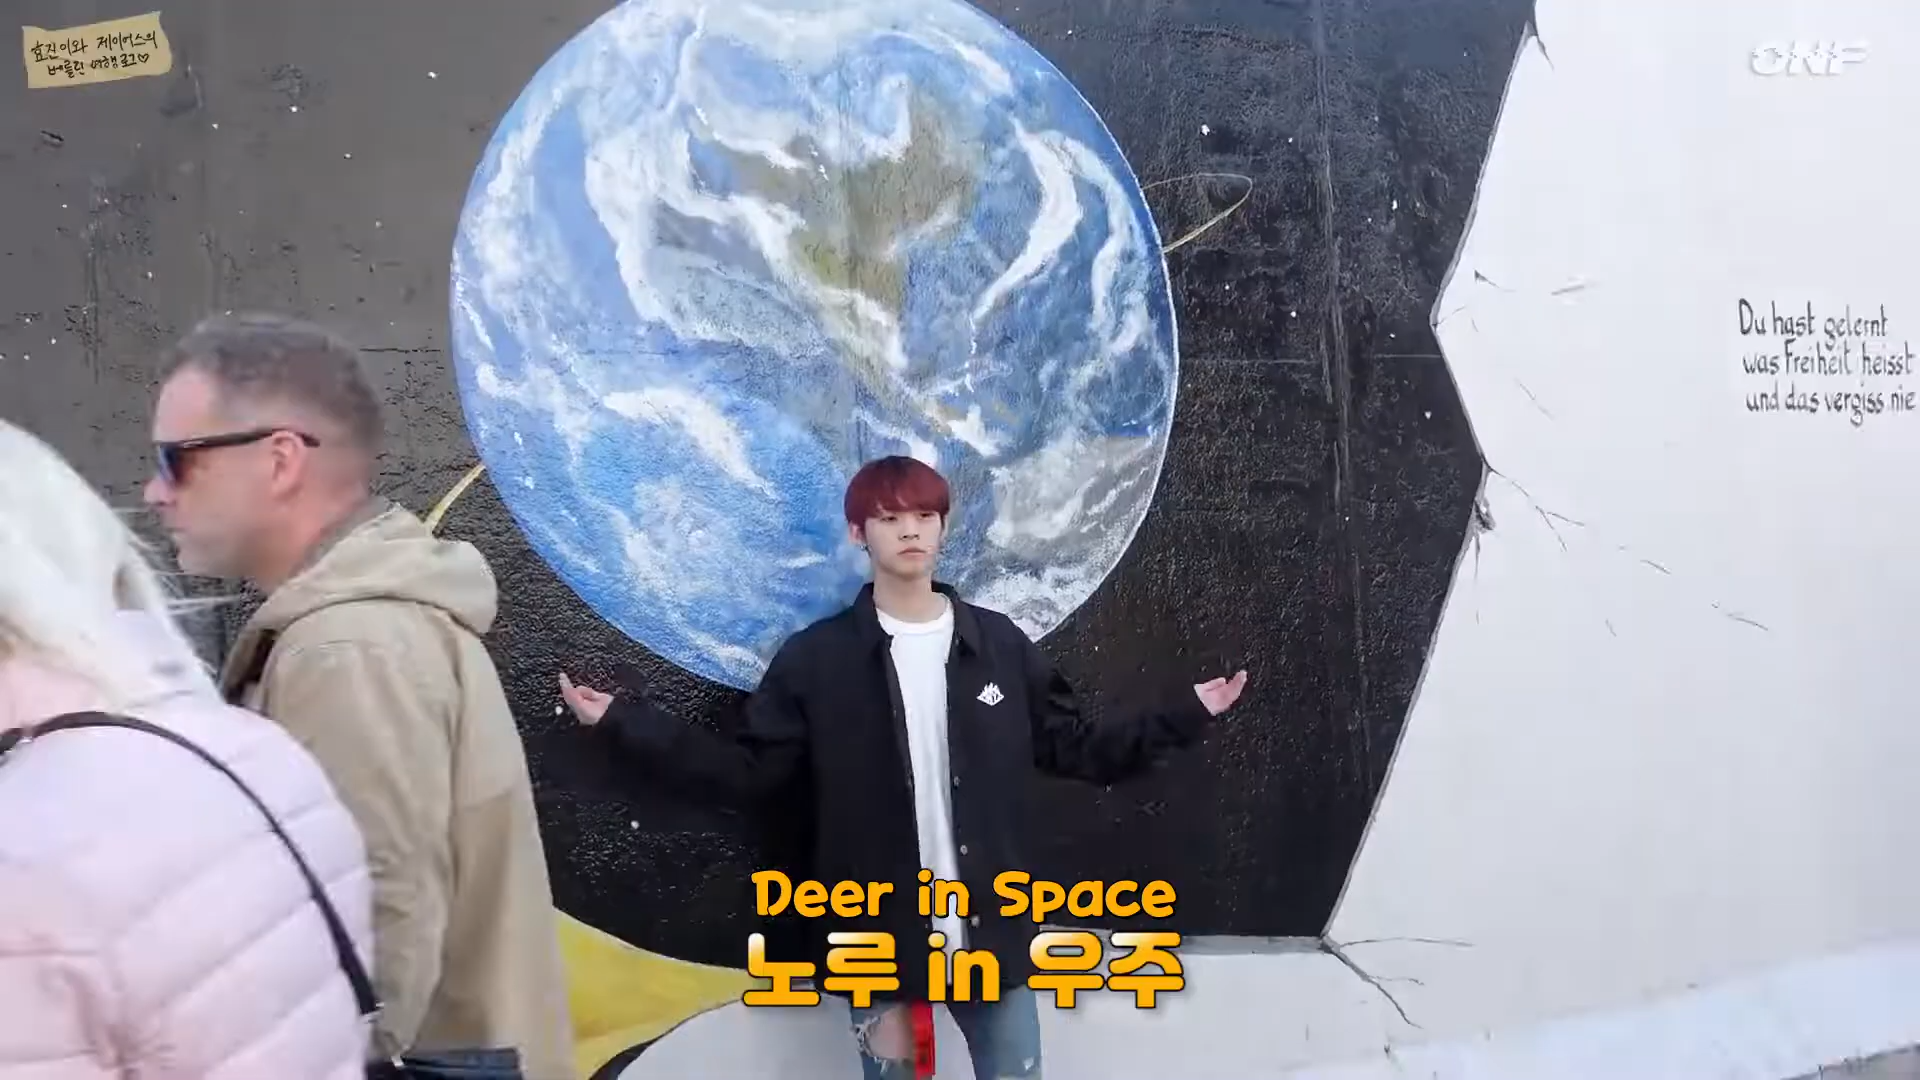 효진이와 제이어스의
베를린 여행로그♡
ONF
Du hast gelernt
was Freiheit heisst
und das vergiss nie
Deer in Space
노루 in 우주